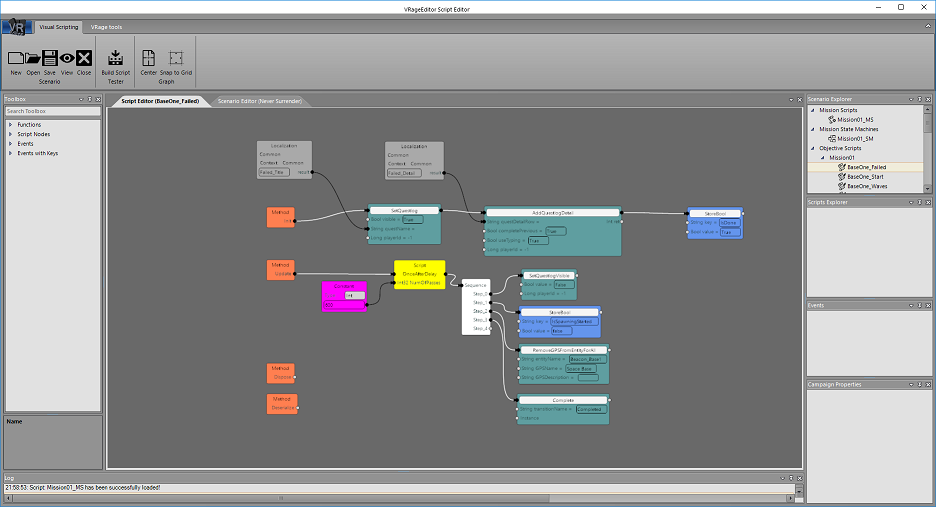 VRageEditor Script Editor
VR
Visual Scripting
VRage tools
New
Open
Save
View
Close
Build Script
Center
Snap to Grid
Scenario
Tester
Graph
Toolbox
Search Toolbox
Functions
Script Nodes
Events
Events with Keys
Name
Script Editor (BaseOne_Failed)
Scenario Editor (Never Surrender)
Localization
Common
Context
Common
Failed_Title
result
Localization
Common
Context
Common
Failed_Detail
result
Method
Init
SetQuestlog
Bool visible =
True
String questName =
Long playerId = -1
AddQuestlogDetail
String questDetailRes =
Int ret
Bool completePrevious =
True
Bool useTyping =
True
Long playerId = -1
StoreBool
String key =
IsDone
Bool value =
True
Method
Update
Constant
Int
Script
OnceAfterDelay
Int32 NumOfPasses
Sequence
Step_0
Step_1
Step_2
Step_3
Step_4
SetQuestlogVisible
Bool value =
False
Long playerId = -1
StoreBool
String key =
Bool value =
False
RemoveGPSFromEntityForAll
String entityName =
Beacon_Base1
String GPSName =
Space Base
String GPSDescription =
Complete
String transitionName =
Completed
Instance
Method
Dispose
Method
Deserialize
Scenario Explorer
Mission Scripts
Mission01_MS
Mission State Machines
Mission01_SM
Objective Scripts
Mission01
BaseOne_Failed
BaseOne_Start
BaseOne_Waves
Scripts Explorer
Events
Campaign Properties
Log
21:58:53: Script: Mission01_MS has been successfully loaded!